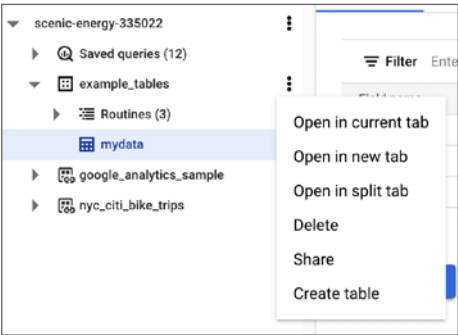 scenic-energy-335022
Saved queries (12)
example_tables
Routines (3)
mydata
google_analytics_sample
nyc_citi_bike_trips
Filter Ente
Open in current tab
Open in new tab
Open in split tab
Delete
Share
Create table